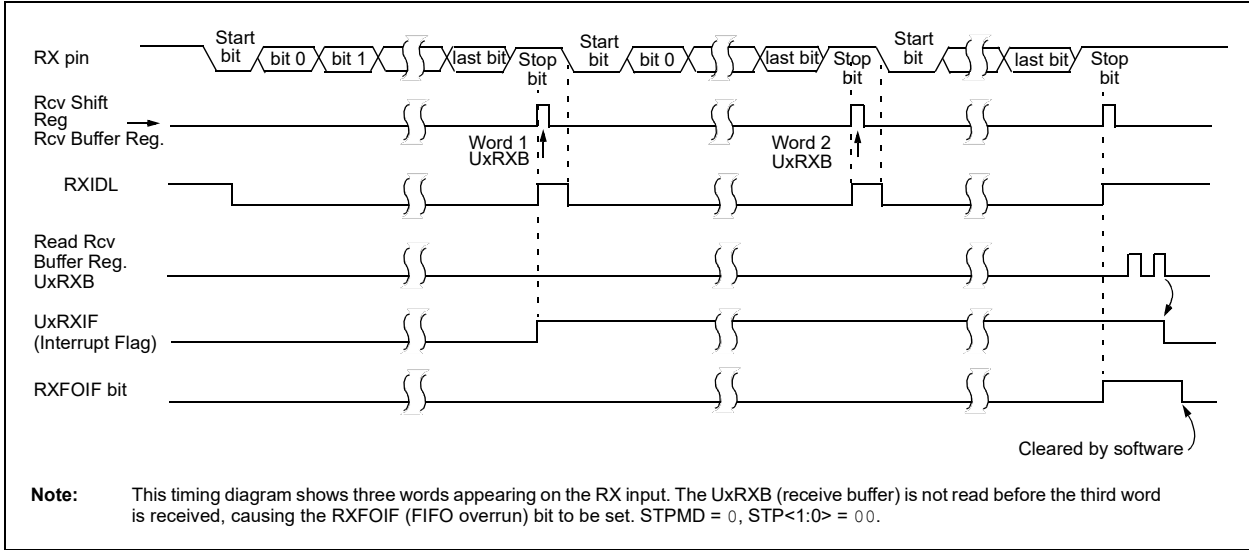 Start bit
bit 0
bit 1
last bit
Stop bit
Start bit
bit 0
last bit
Stop bit
Start bit
last bit
Stop bit
RX pin
Rcv Shift
Reg
Rcv Buffer Reg.
Word 1
UxRXB
Word 2
UxRXB
RXIDL
Read Rcv
Buffer Reg.
UxRXB
UxRXIF
(Interrupt Flag)
RXFOIF bit
Cleared by software
Note: This timing diagram shows three words appearing on the RX input. The UxRXB (receive buffer) is not read before the third word
is received, causing the RXFOIF (FIFO overrun) bit to be set. STPMD = 0, STP<1:0> = 00.